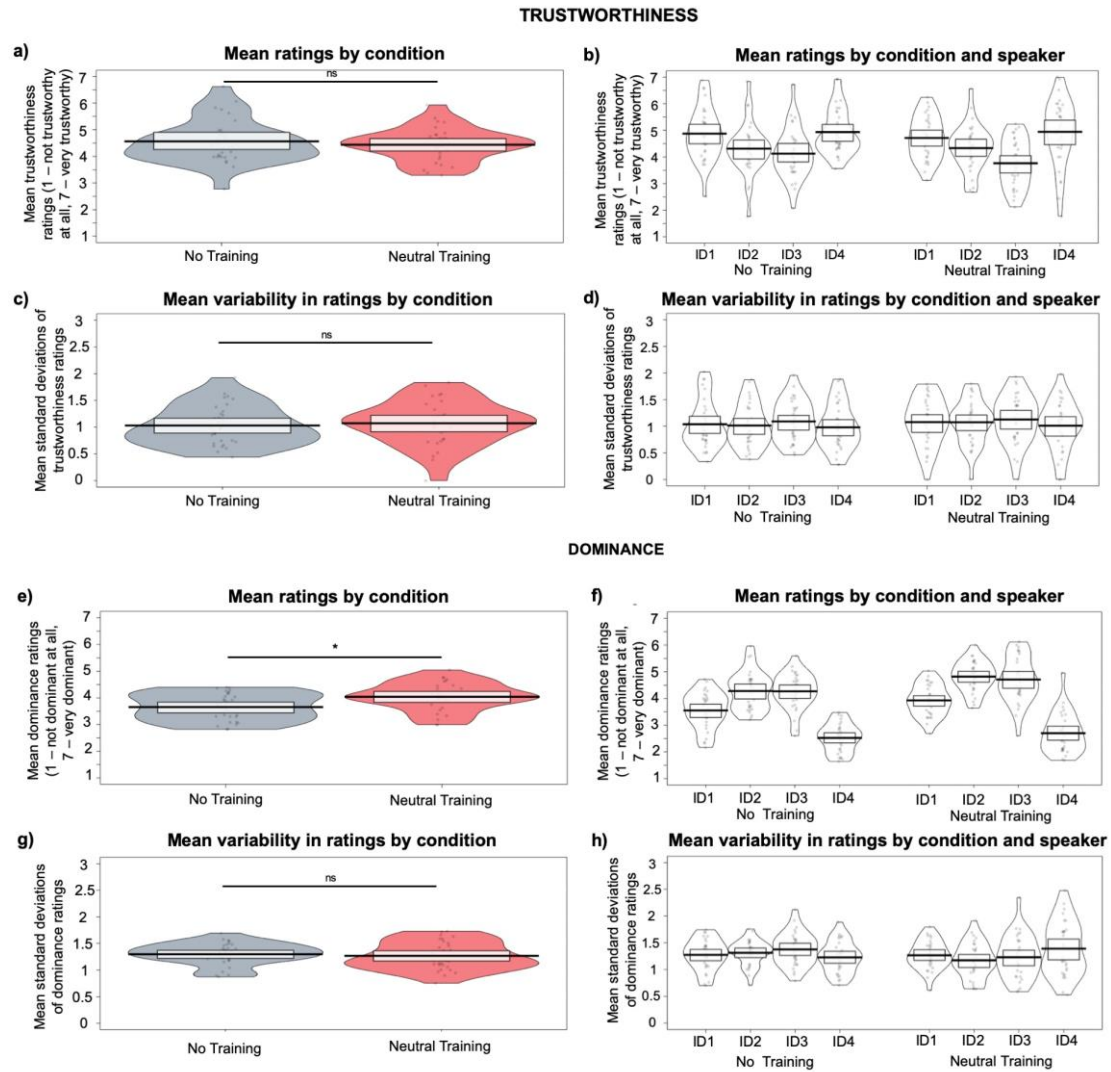 TRUSTWORTHINESS
a)
Mean ratings by condition
Mean trustworthiness
ratings (1 – not trustworthy
at all, 7 – very trustworthy)
7
6
5
4
3
2
1
ns
No Training
Neutral Training
b)
Mean ratings by condition and speaker
Mean trustworthiness
ratings (1 – not trustworthy
at all, 7 – very trustworthy)
7
6
5
4
3
2
1
ID1 ID2 ID3 ID4 ID1 ID2 ID3 ID4
No Training Neutral Training
c)
Mean variability in ratings by condition
Mean standard deviations of
trustworthiness ratings
3
2.5
2
1.5
1
0.5
0
ns
No Training
Neutral Training
d)
Mean variability in ratings by condition and speaker
Mean standard deviations of
trustworthiness ratings
3
2.5
2
1.5
1
0.5
0
ID1 ID2 ID3 ID4 ID1 ID2 ID3 ID4
No Training Neutral Training
DOMINANCE
e)
Mean ratings by condition
Mean dominance ratings
(1 – not dominant at all,
7 – very dominant)
7
6
5
4
3
2
1
*
No Training
Neutral Training
f)
Mean ratings by condition and speaker
Mean dominance ratings
(1 – not dominant at all,
7 – very dominant)
7
6
5
4
3
2
1
ID1 ID2 ID3 ID4 ID1 ID2 ID3 ID4
No Training Neutral Training
g)
Mean variability in ratings by condition
Mean standard deviations
of dominance ratings
3
2.5
2
1.5
1
0.5
0
ns
No Training
Neutral Training
h)
Mean variability in ratings by condition and speaker
Mean standard deviations
of dominance ratings
3
2.5
2
1.5
1
0.5
0
ID1 ID2 ID3 ID4 ID1 ID2 ID3 ID4
No Training Neutral Training